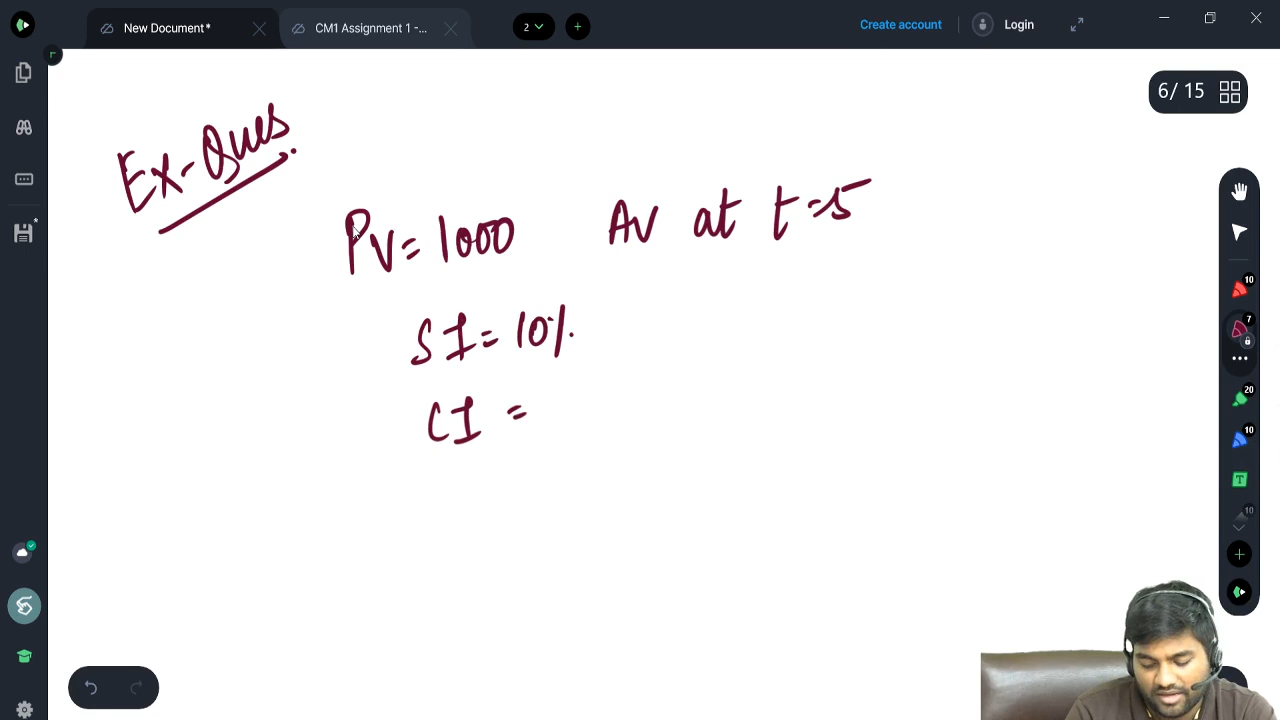 New Document*
CM1 Assignment 1 -...
2
Create account
Login
6/ 15
Ex-Ques.
PV = 1000 AV at t=5
SI = 10%
CI =
10
7
20
10
T
10